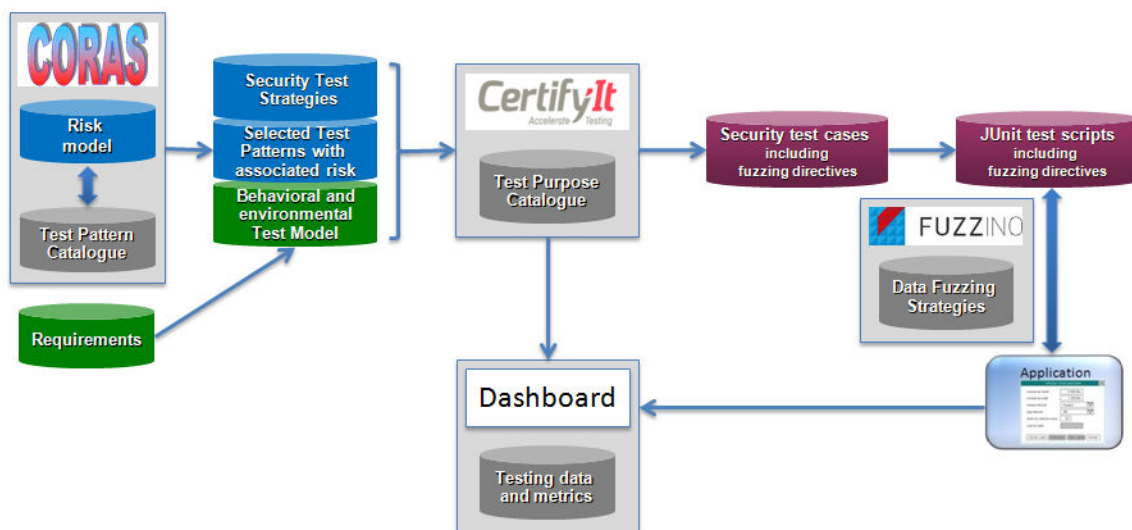 CORAS
Risk
model
Test Pattern
Catalogue
Requirements
Security Test
Strategies
Selected Test
Patterns with
associated risk
Behavioral and
environmental
Test Model
CertifyIt
Accelerate Testing
Test Purpose
Catalogue
Security test cases
including
fuzzing directives
JUnit test scripts
including
fuzzing directives
FUZZINO
Data Fuzzing
Strategies
Application
Dashboard
Testing data
and metrics